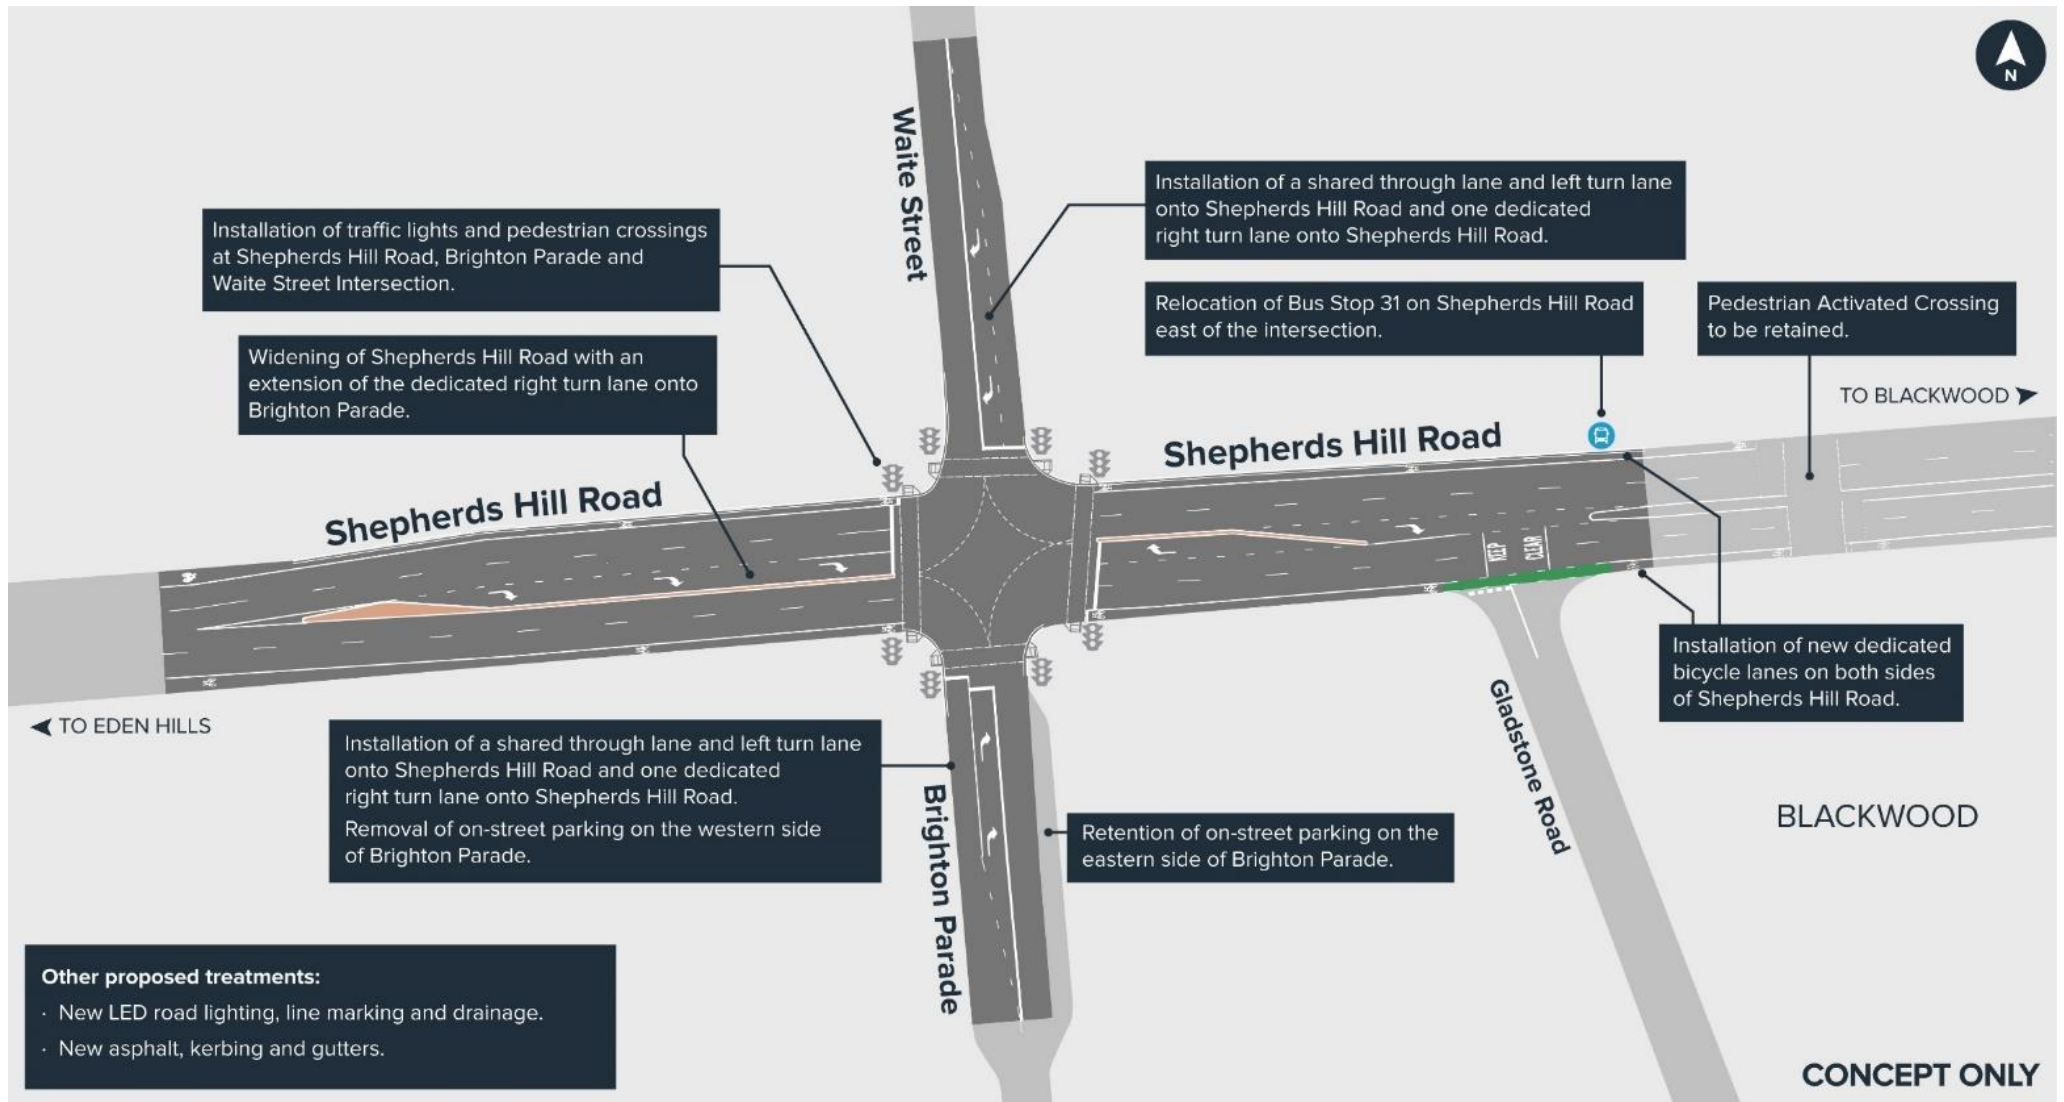 N
Waite Street
Installation of a shared through lane and left turn lane
onto Shepherds Hill Road and one dedicated
right turn lane onto Shepherds Hill Road.
Installation of traffic lights and pedestrian crossings
at Shepherds Hill Road, Brighton Parade and
Waite Street Intersection.
Relocation of Bus Stop 31 on Shepherds Hill Road
east of the intersection.
Pedestrian Activated Crossing
to be retained.
Widening of Shepherds Hill Road with an
extension of the dedicated right turn lane onto
Brighton Parade.
TO BLACKWOOD
Shepherds Hill Road
Shepherds Hill Road
KEEP
CLEAR
Installation of new dedicated
bicycle lanes on both sides
of Shepherds Hill Road.
TO EDEN HILLS
Gladstone Road
Installation of a shared through lane and left turn lane
onto Shepherds Hill Road and one dedicated
right turn lane onto Shepherds Hill Road.
Removal of on-street parking on the western side
of Brighton Parade.
Brighton Parade
Retention of on-street parking on the
eastern side of Brighton Parade.
BLACKWOOD
Other proposed treatments:
· New LED road lighting, line marking and drainage.
· New asphalt, kerbing and gutters.
CONCEPT ONLY